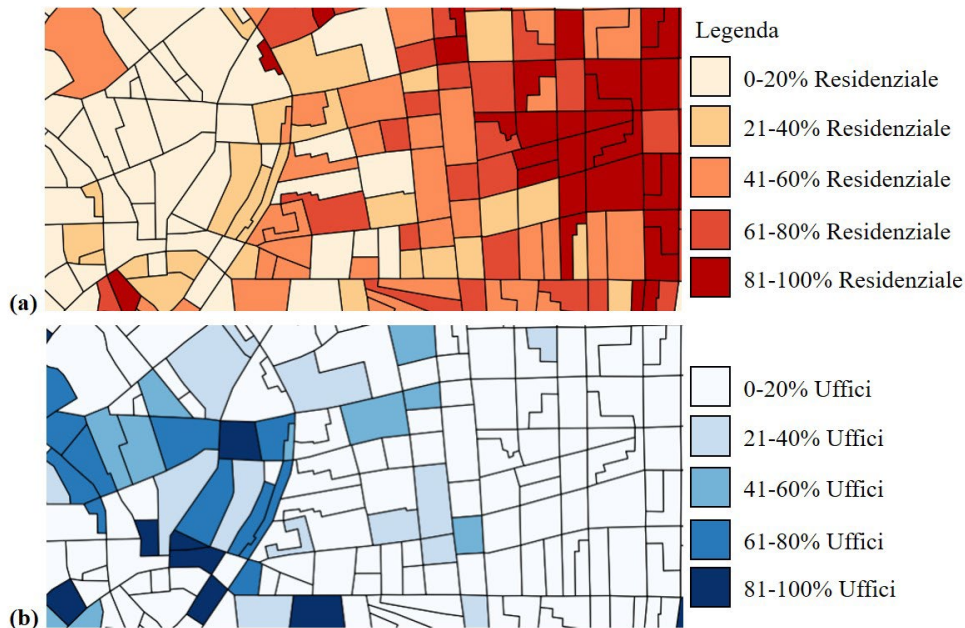 Legenda
0-20% Residenziale
21-40% Residenziale
41-60% Residenziale
61-80% Residenziale
81-100% Residenziale
(a)
0-20% Uffici
21-40% Uffici
41-60% Uffici
61-80% Uffici
81-100% Uffici
(b)